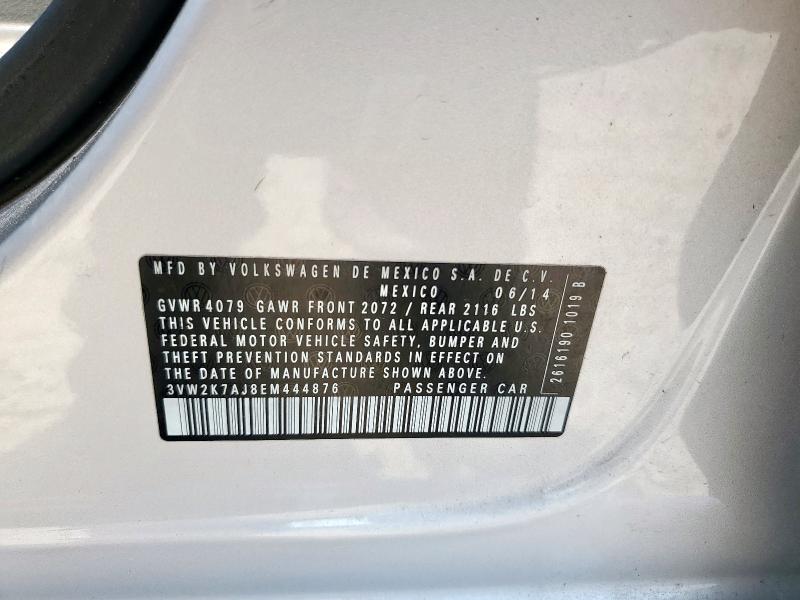 MFD BY VOLKSWAGEN DE MEXICO S.A. DE C.V.
MEXICO 06/14
GVWR 4079 GAWR FRONT 2072 / REAR 2116 LBS
THIS VEHICLE CONFORMS TO ALL APPLICABLE U.S.
FEDERAL MOTOR VEHICLE SAFETY, BUMPER AND
THEFT PREVENTION STANDARDS IN EFFECT ON
THE DATE OF MANUFACTURE SHOWN ABOVE.
3VW2K7AJ8EM444876 PASSENGER CAR
2616190 1019 B